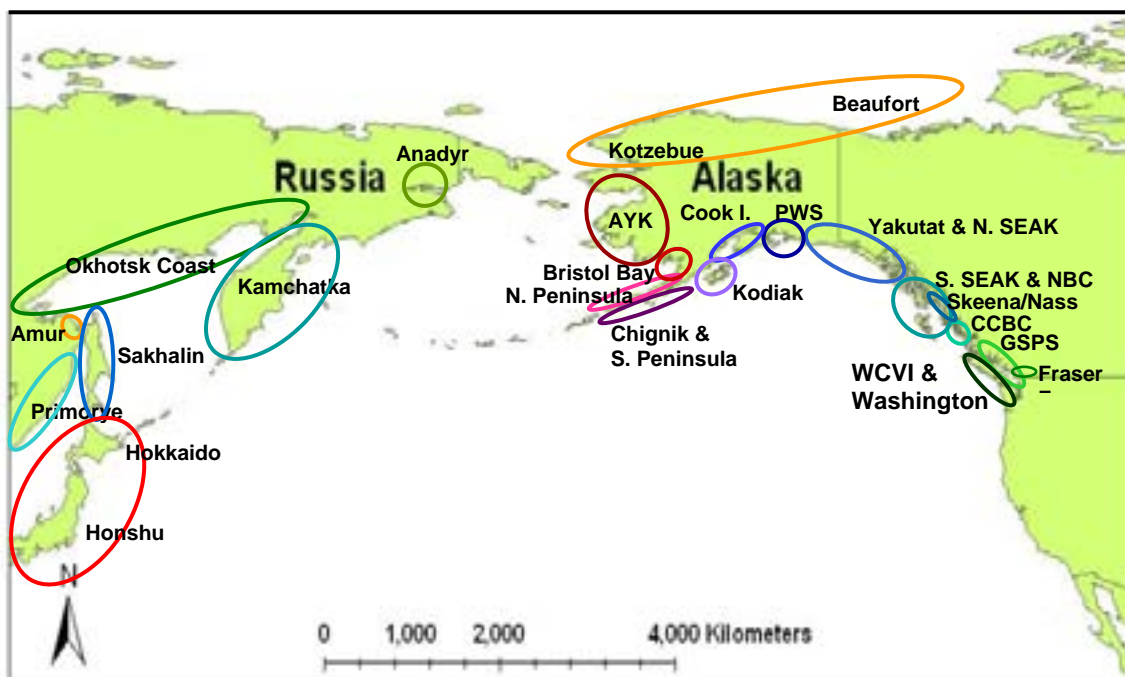 Beaufort
Kotzebue
Anadyr
Russia
Alaska
AYK
Cook I.
PWS
Yakutat & N. SEAK
Okhotsk Coast
Kamchatka
Bristol Bay
N. Peninsula
Kodiak
S. SEAK & NBC
Skeena/Nass
CCBC
GSPS
Amur
Sakhalin
Chignik &
S. Peninsula
WCVI &
Washington
Fraser
–
Primorye
Hokkaido
Honshu
N
0 1,000 2,000 4,000 Kilometers